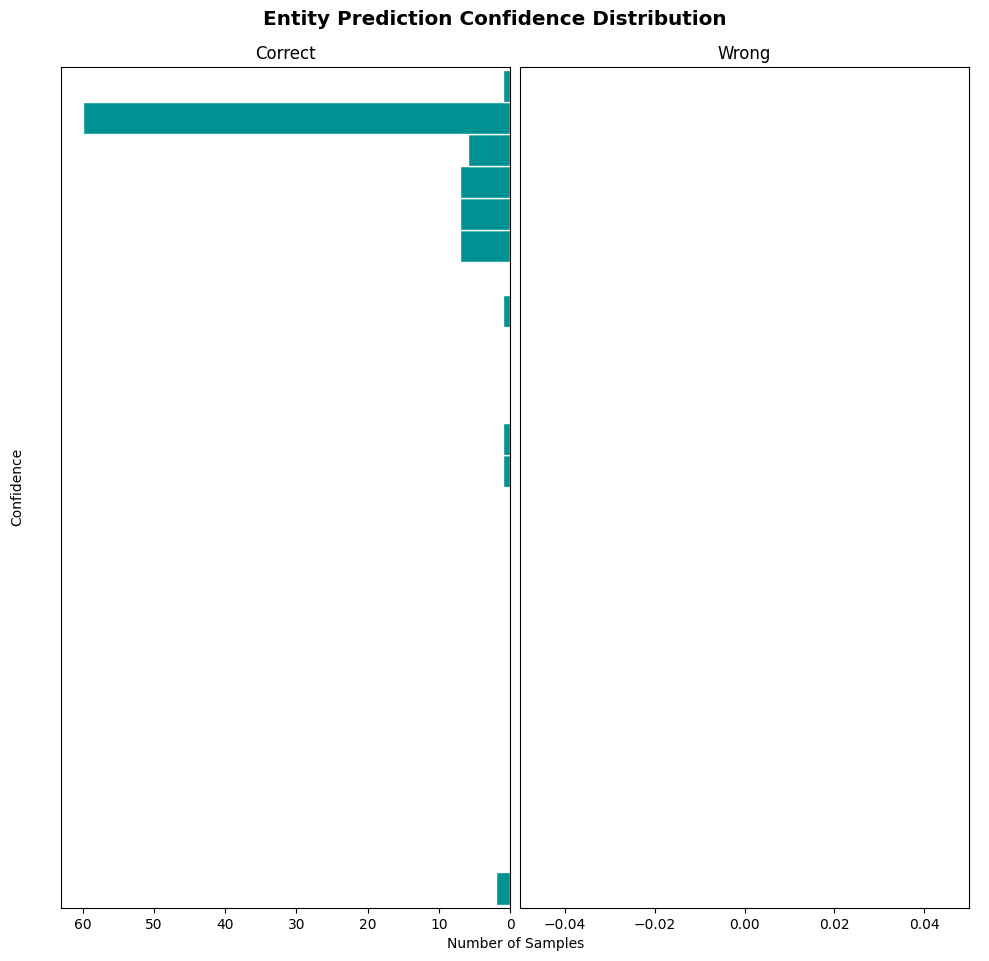 Entity Prediction Confidence Distribution
Correct
Wrong
Confidence
60 50 40 30 20 10 0
−0.04 −0.02 0.00 0.02 0.04
Number of Samples